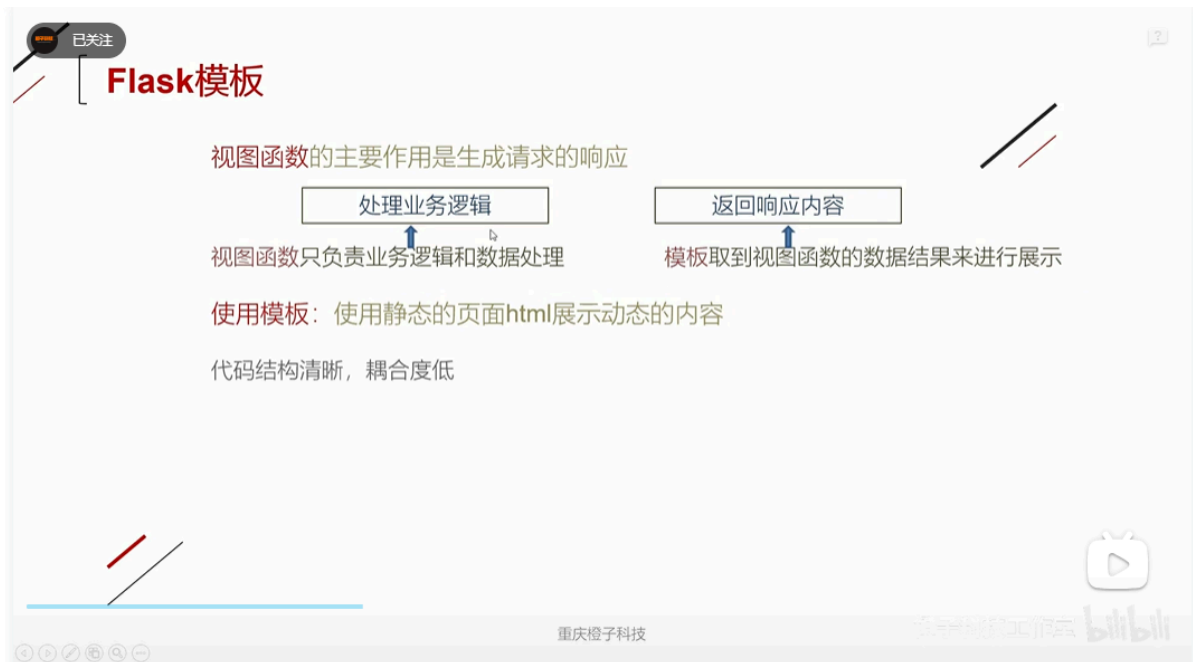 已关注
Flask模板
视图函数的主要作用是生成请求的响应
处理业务逻辑 返回响应内容
视图函数只负责业务逻辑和数据处理 模板取到视图函数的数据结果来进行展示
使用模板：使用静态的页面html展示动态的内容
代码结构清晰，耦合度低
重庆橙子科技
bilibili